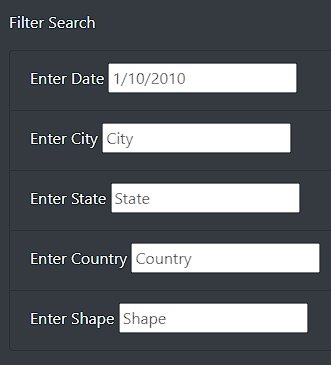 Filter Search
Enter Date 1/10/2010
Enter City City
Enter State State
Enter Country Country
Enter Shape Shape